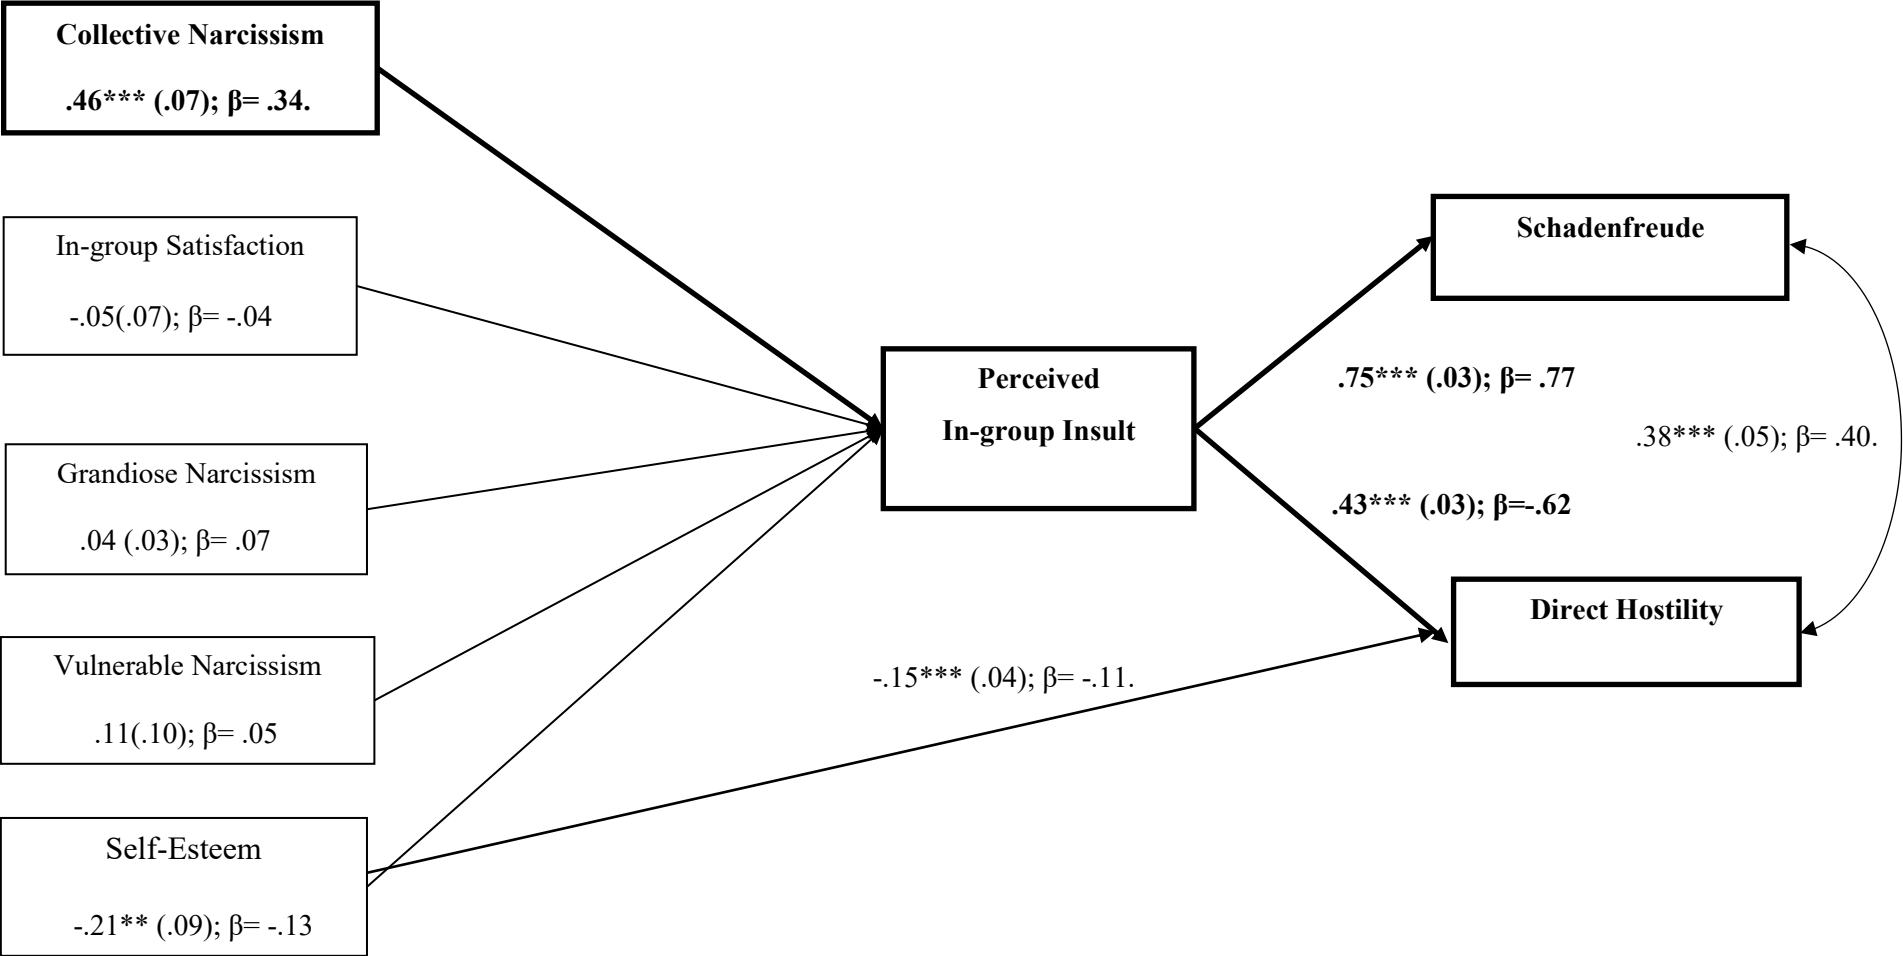 Collective Narcissism
.46*** (.07); β= .34.
In-group Satisfaction
-.05(.07); β= -.04
Grandiose Narcissism
.04 (.03); β= .07
Vulnerable Narcissism
.11(.10); β= .05
Self-Esteem
-.21** (.09); β= -.13
Perceived
In-group Insult
-.15*** (.04); β= -.11.
Schadenfreude
.75*** (.03); β= .77
.38*** (.05); β= .40.
.43*** (.03); β=-.62
Direct Hostility